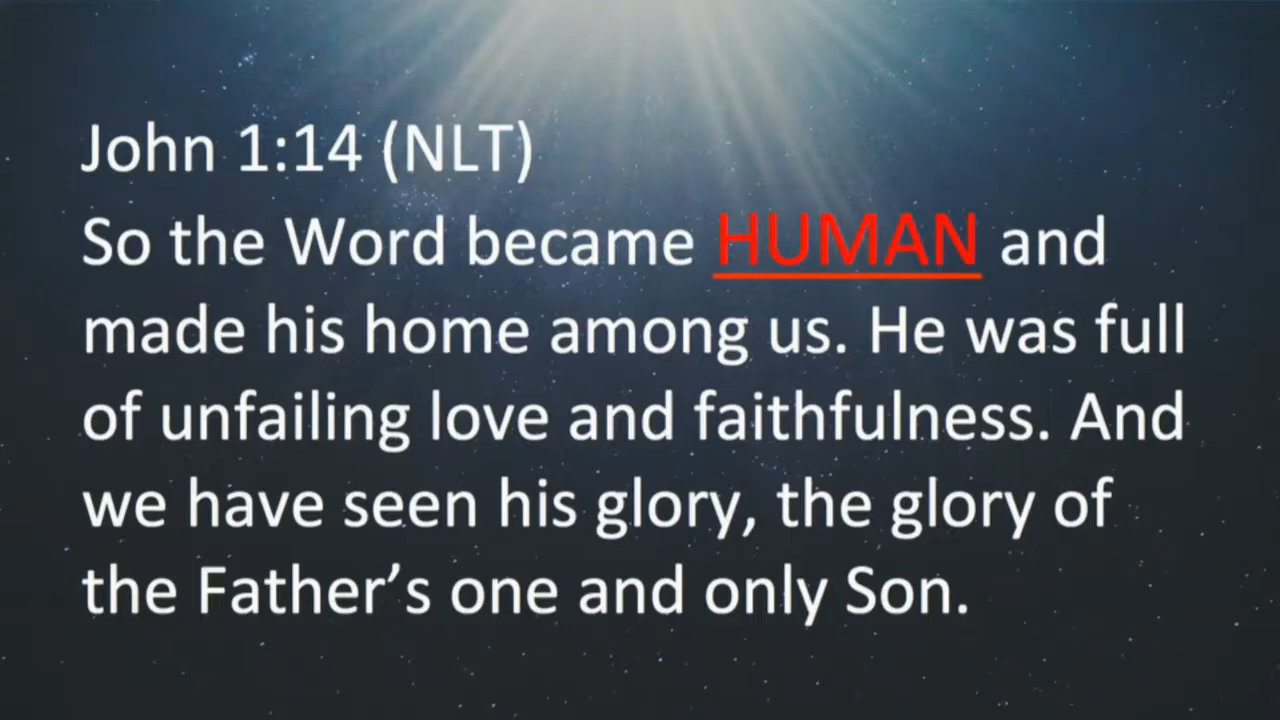 John 1:14 (NLT)
So the Word became HUMAN and
made his home among us. He was full
of unfailing love and faithfulness. And
we have seen his glory, the glory of
the Father’s one and only Son.